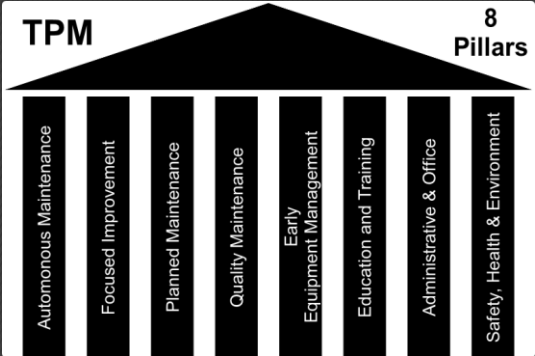 TPM
8
Pillars
Automonous Maintenance
Focused Improvement
Planned Maintenance
Quality Maintenance
Early
Equipment Management
Education and Training
Administrative & Office
Safety, Health & Environment